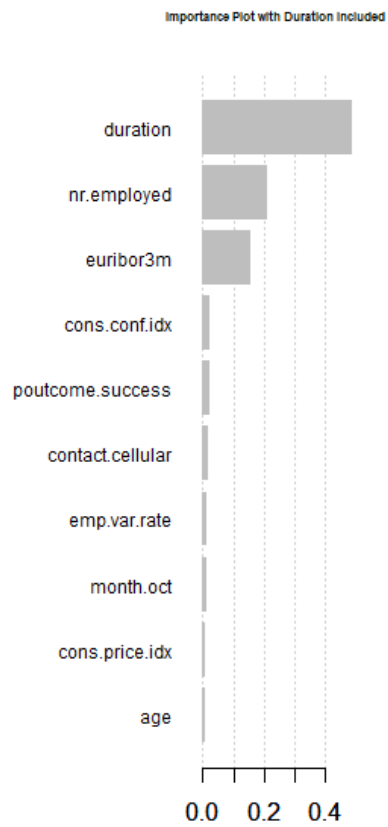 Importance Plot with Duration Included
duration
nr.employed
euribor3m
cons.conf.idx
poutcome.success
contact.cellular
emp.var.rate
month.oct
cons.price.idx
age
0.0 0.2 0.4